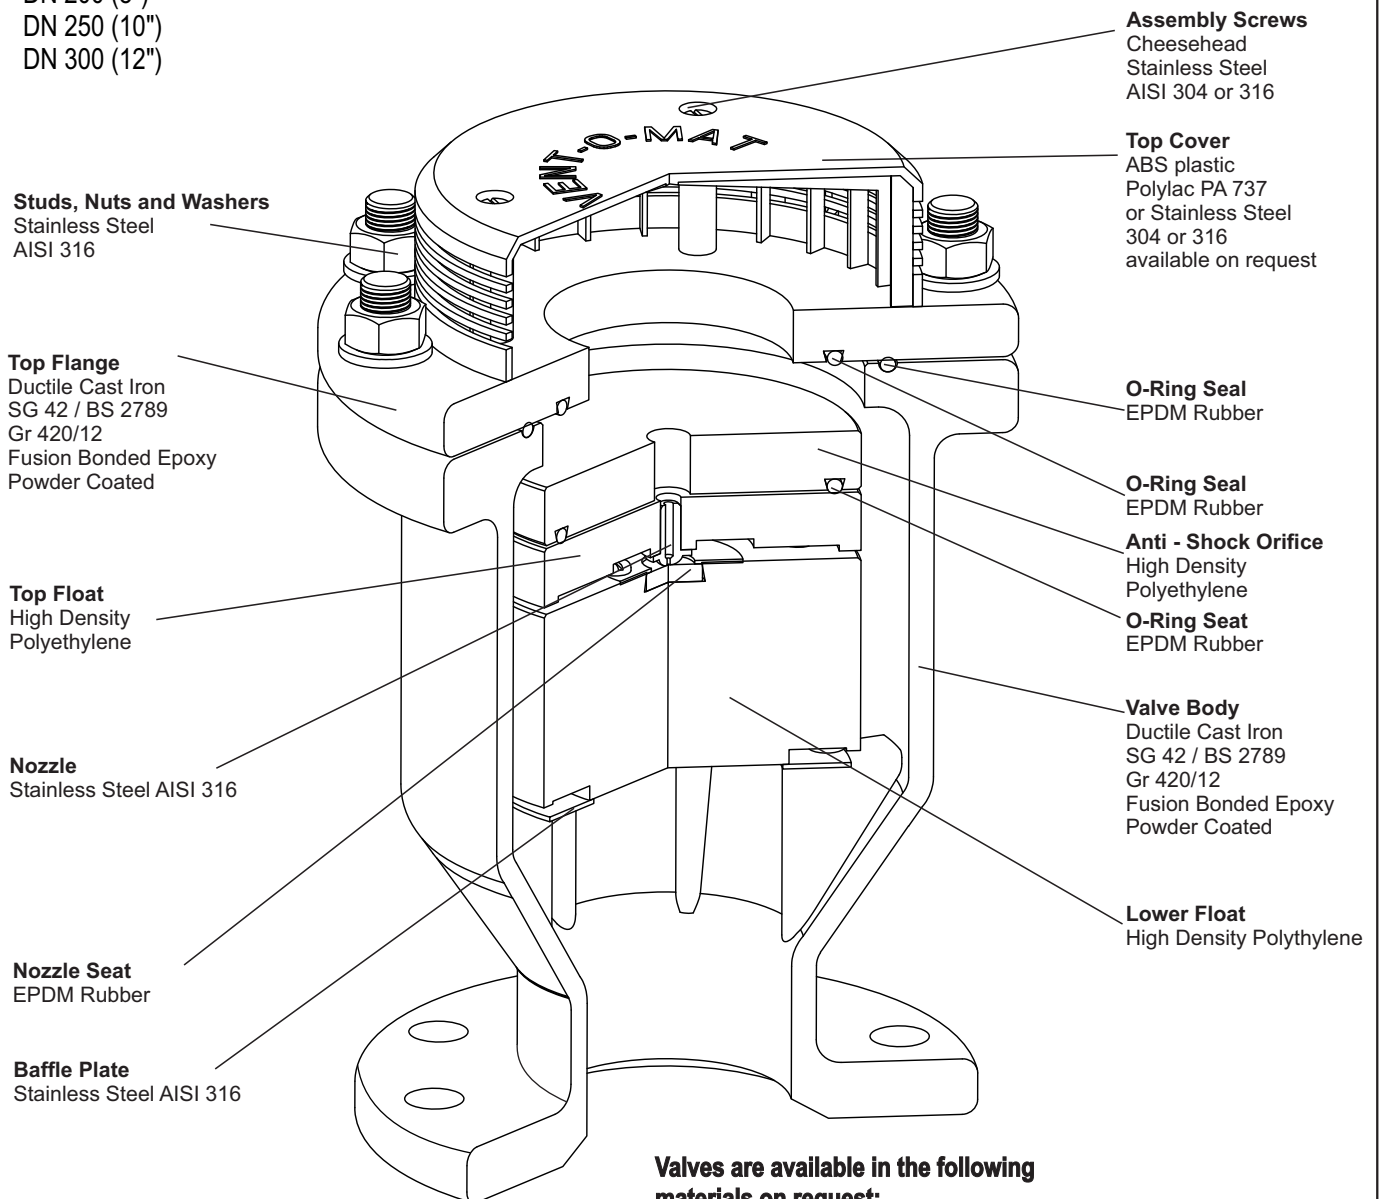 DN 200 (8")
DN 250 (10")
DN 300 (12")
Assembly Screws
Cheesehead
Stainless Steel
AISI 304 or 316
VENT-O-MAT
Top Cover
ABS plastic
Polylac PA 737
or Stainless Steel
304 or 316
available on request
Studs, Nuts and Washers
Stainless Steel
AISI 316
Top Flange
Ductile Cast Iron
SG 42 / BS 2789
Gr 420/12
Fusion Bonded Epoxy
Powder Coated
O-Ring Seal
EPDM Rubber
O-Ring Seal
EPDM Rubber
Anti - Shock Orifice
High Density
Polyethylene
O-Ring Seat
EPDM Rubber
Top Float
High Density
Polyethylene
Valve Body
Ductile Cast Iron
SG 42 / BS 2789
Gr 420/12
Fusion Bonded Epoxy
Powder Coated
Nozzle
Stainless Steel AISI 316
Lower Float
High Density Polythylene
Nozzle Seat
EPDM Rubber
Baffle Plate
Stainless Steel AISI 316
Valves are available in the following
materials on request: